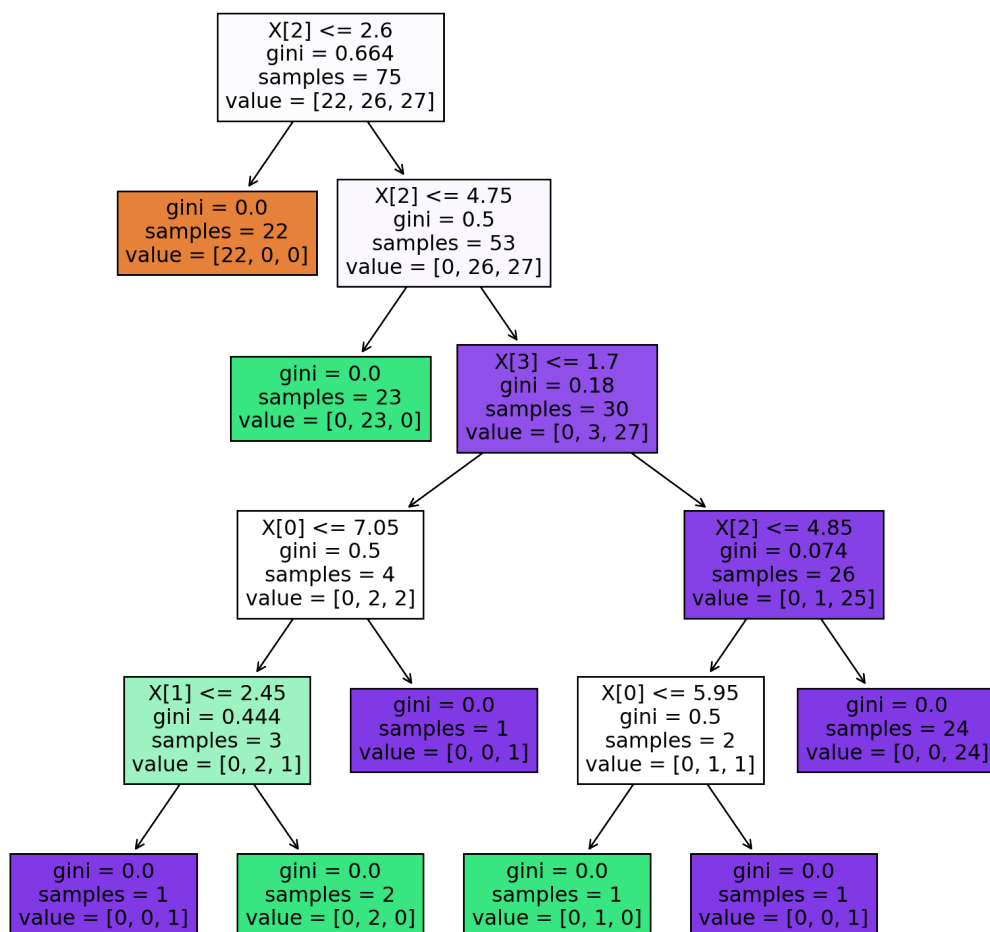 X[2] <= 2.6
gini = 0.664
samples = 75
value = [22, 26, 27]
gini = 0.0
samples = 22
value = [22, 0, 0]
X[2] <= 4.75
gini = 0.5
samples = 53
value = [0, 26, 27]
gini = 0.0
samples = 23
value = [0, 23, 0]
X[3] <= 1.7
gini = 0.18
samples = 30
value = [0, 3, 27]
X[0] <= 7.05
gini = 0.5
samples = 4
value = [0, 2, 2]
X[2] <= 4.85
gini = 0.074
samples = 26
value = [0, 1, 25]
X[1] <= 2.45
gini = 0.444
samples = 3
value = [0, 2, 1]
gini = 0.0
samples = 1
value = [0, 0, 1]
X[0] <= 5.95
gini = 0.5
samples = 2
value = [0, 1, 1]
gini = 0.0
samples = 24
value = [0, 0, 24]
gini = 0.0
samples = 1
value = [0, 0, 1]
gini = 0.0
samples = 2
value = [0, 2, 0]
gini = 0.0
samples = 1
value = [0, 1, 0]
gini = 0.0
samples = 1
value = [0, 0, 1]